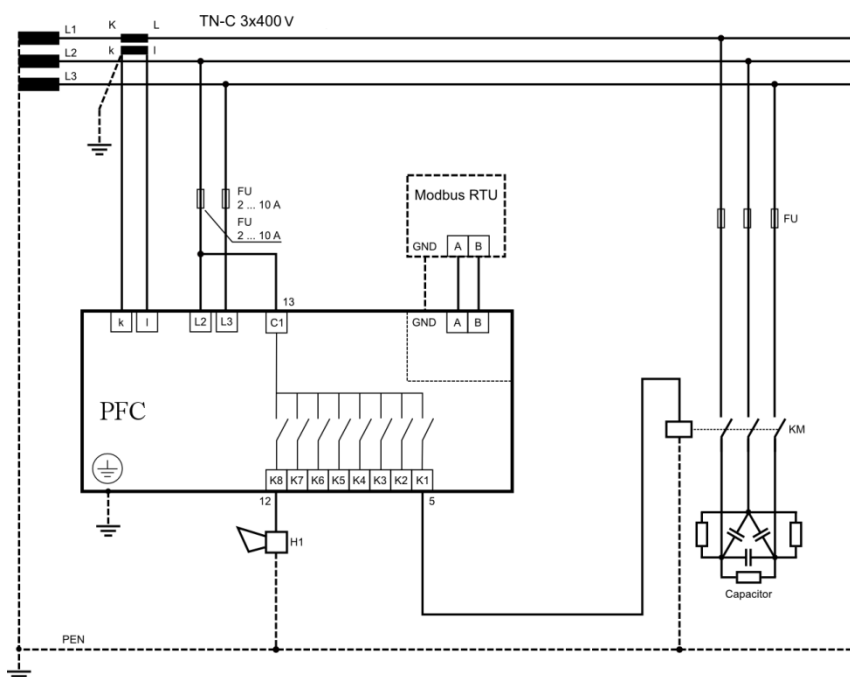 TN-C 3x400 V
L1
K
L
L2
k
l
L3
FU
2 ... 10 A
FU
2 ... 10 A
Modbus RTU
GND
A
B
FU
13
k
l
L2
L3
C1
GND
A
B
PFC
KM
K8
K7
K6
K5
K4
K3
K2
K1
12
5
H1
Capacitor
PEN